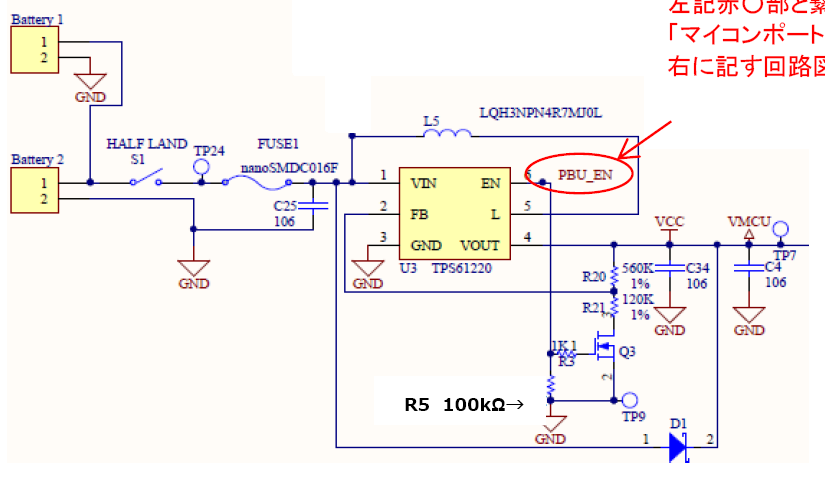 左記赤〇部と繋
「マイコンポート
右に記す回路図
Battery 1
1
2
GND
LQH3NPN4R7MJ0L
L5
HALF LAND
S1
TP24
FUSE1
nanoSMDC016F
Battery 2
1
2
C25
106
GND
1
2
3
VIN
FB
GND
EN
L
VOUT
6
5
4
PBU_EN
U3 TPS61220
GND
VCC
VMCU
TP7
R20
560K
1%
R21
120K
1%
C34
106
GND
C4
106
GND
3
1K 1
R3
Q3
2
R5 100kΩ→
TP9
GND
D1
1
2